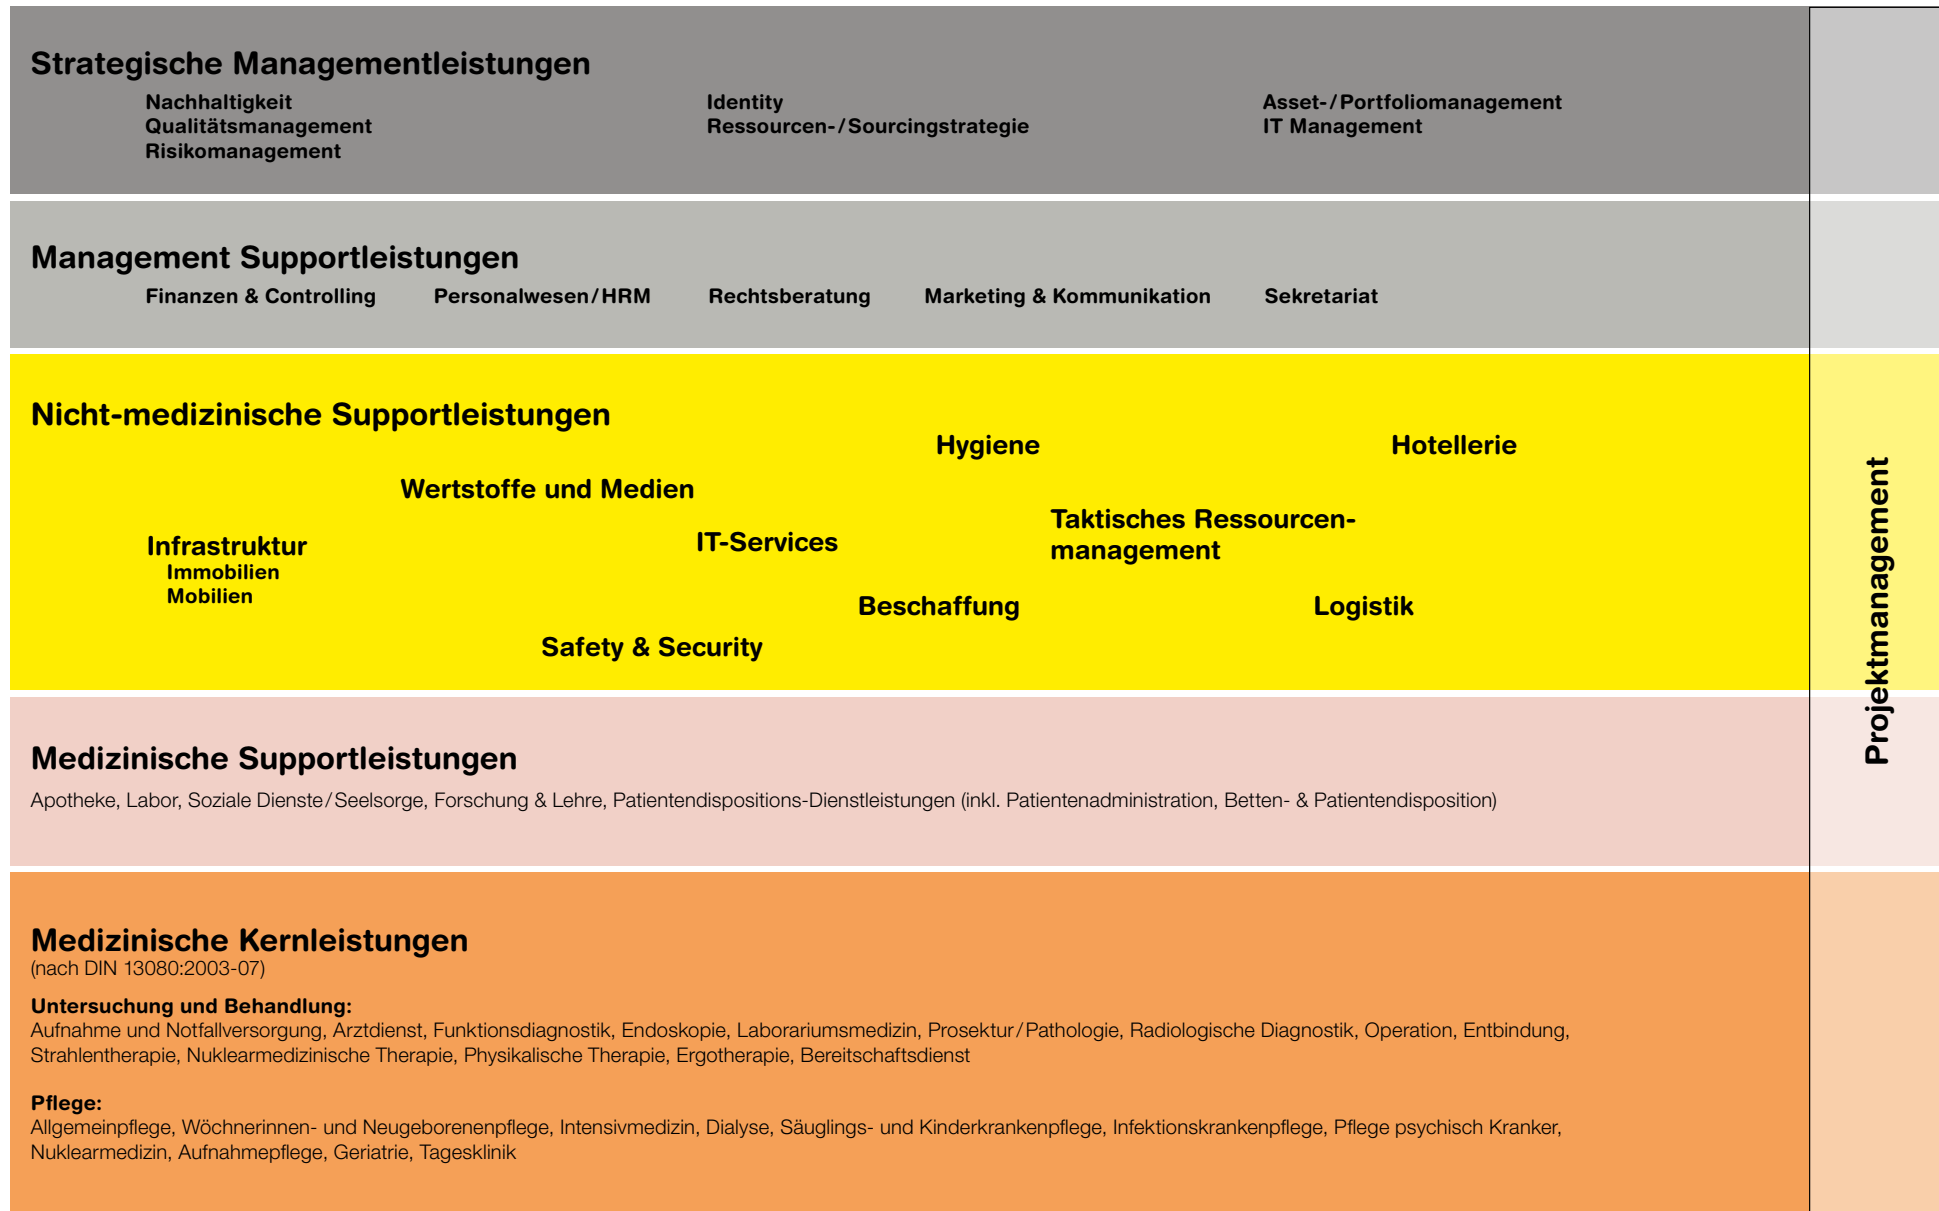 Strategische Managementleistungen
Nachhaltigkeit
Qualitätsmanagement
Risikomanagement
Identity
Ressourcen-/Sourcingstrategie
Asset-/Portfoliomanagement
IT Management
Management Supportleistungen
Finanzen & Controlling Personalwesen/HRM Rechtsberatung Marketing & Kommunikation Sekretariat
Nicht-medizinische Supportleistungen
Hygiene
Hotellerie
Wertstoffe und Medien
Taktisches Ressourcen-
management
Infrastruktur
Immobilien
Mobilien
IT-Services
Beschaffung
Logistik
Safety & Security
Medizinische Supportleistungen
Apotheke, Labor, Soziale Dienste/Seelsorge, Forschung & Lehre, Patientendispositions-Dienstleistungen (inkl. Patientenadministration, Betten- & Patientendisposition)
Medizinische Kernleistungen
(nach DIN 13080:2003-07)
Untersuchung und Behandlung:
Aufnahme und Notfallversorgung, Arztdienst, Funktionsdiagnostik, Endoskopie, Laborariumsmedizin, Prosektur/Pathologie, Radiologische Diagnostik, Operation, Entbindung,
Strahlentherapie, Nuklearmedizinische Therapie, Physikalische Therapie, Ergotherapie, Bereitschaftsdienst
Pflege:
Allgemeinpflege, Wöchnerinnen- und Neugeborenenpflege, Intensivmedizin, Dialyse, Säuglings- und Kinderkrankenpflege, Infektionskrankenpflege, Pflege psychisch Kranker,
Nuklearmedizin, Aufnahmepflege, Geriatrie, Tagesklinik
Projektmanagement